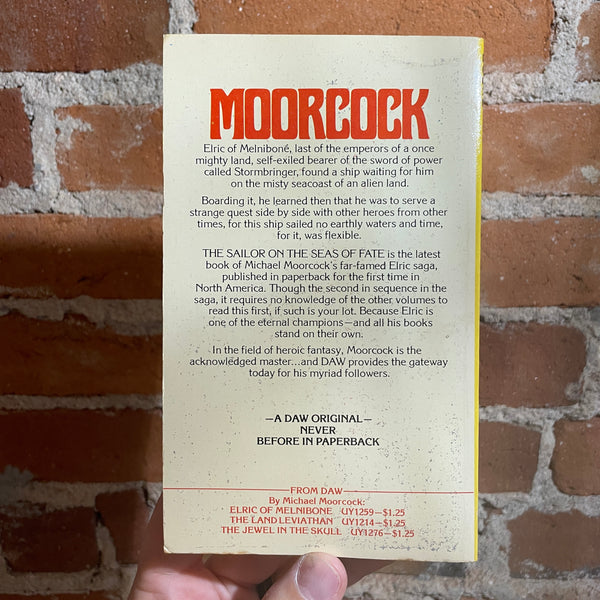 MOORCOCK
Elric of Melniboné, last of the emperors of a once
mighty land, self-exiled bearer of the sword of power
called Stormbringer, found a ship waiting for him
on the misty seacoast of an alien land.
Boarding it, he learned then that he was to serve a
strange quest side by side with other heroes from other
times, for this ship sailed no earthly waters and time,
for it, was flexible.
THE SAILOR ON THE SEAS OF FATE is the latest
book of Michael Moorcock's far-famed Elric saga,
published in paperback for the first time in
North America. Though the second in sequence in the
saga, it requires no knowledge of the other volumes to
read this first, if such is your lot. Because Elric is
one of the eternal champions—and all his books
stand on their own.
In the field of heroic fantasy, Moorcock is the
acknowledged master...and DAW provides the gateway
today for his myriad followers.
—A DAW ORIGINAL—
NEVER
BEFORE IN PAPERBACK
FROM DAW
By Michael Moorcock:
ELRIC OF MELNIBONE UY1259—$1.25
THE LAND LEVIATHAN UY1214—$1.25
THE JEWEL IN THE SKULL UY1276—$1.25